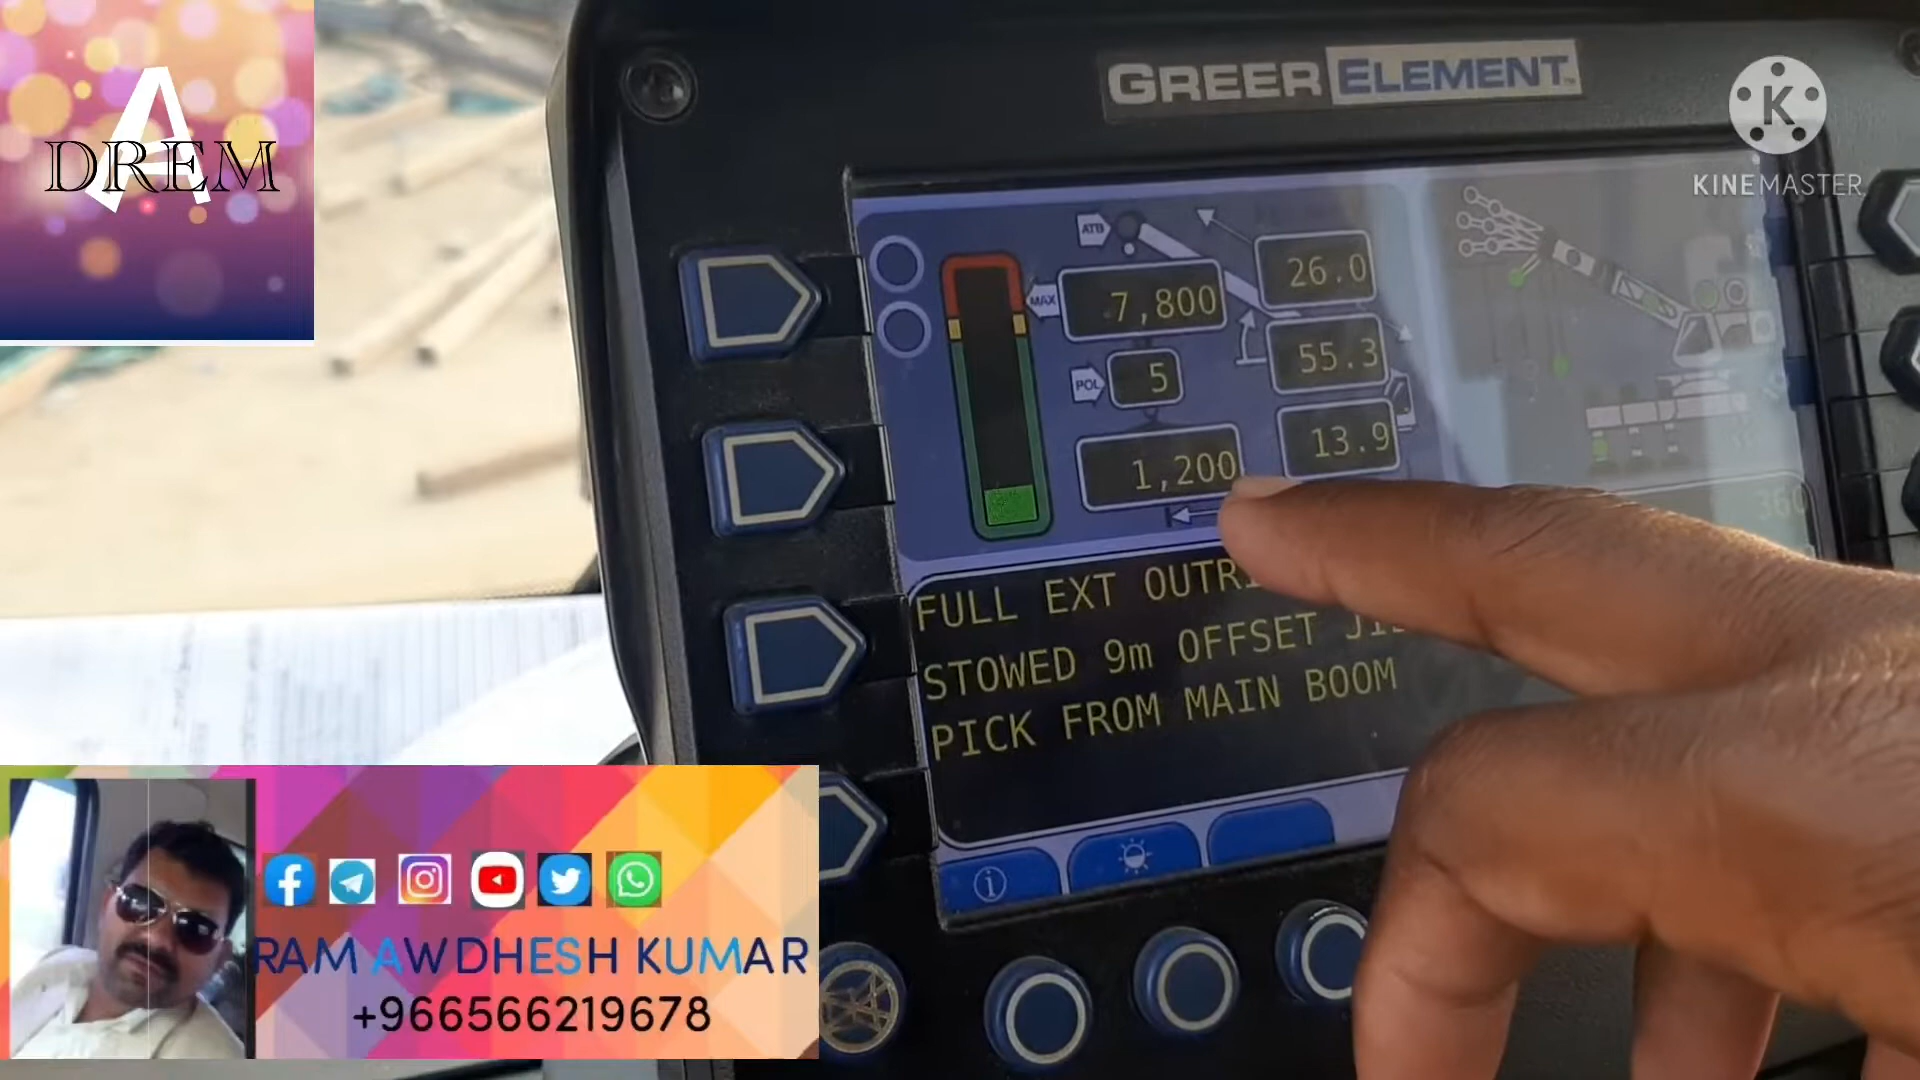 A
DREM
GREER ELEMENT
KINEMASTER
ATB
26.0
MAX
7,800
55.3
POL
5
13.9
1,200
360
FULL EXT
STOWED 9m OFFSET
PICK FROM MAIN BOOM
RAM AWDHESH KUMAR
+966566219678